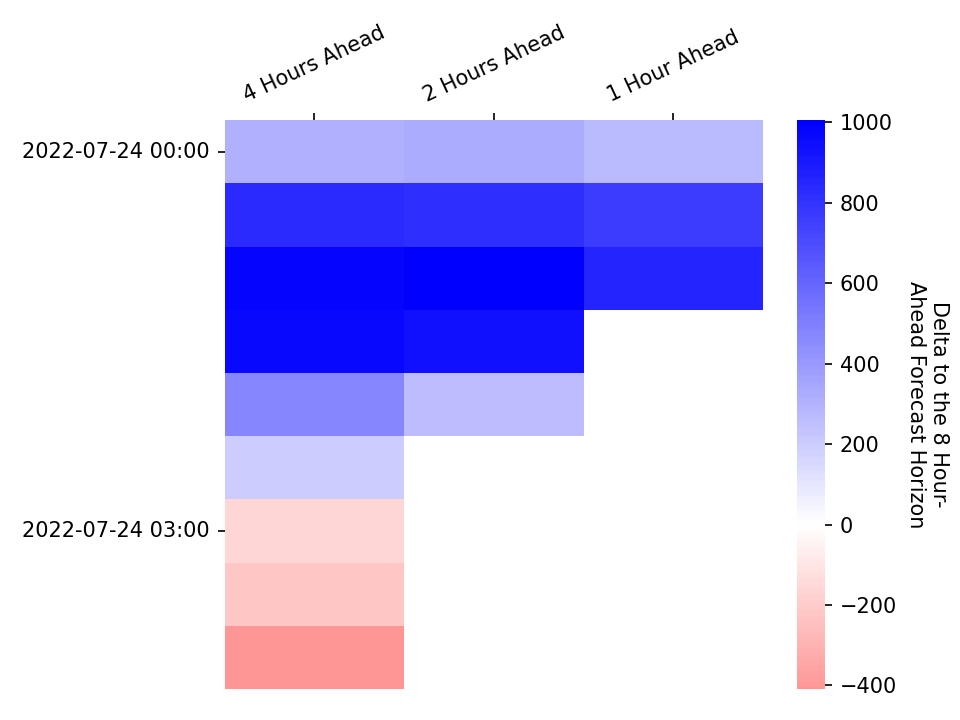 4 Hours Ahead
2 Hours Ahead
1 Hour Ahead
2022-07-24 00:00
2022-07-24 03:00
1000
800
600
400
200
0
−200
−400
Delta to the 8 Hour-
Ahead Forecast Horizon